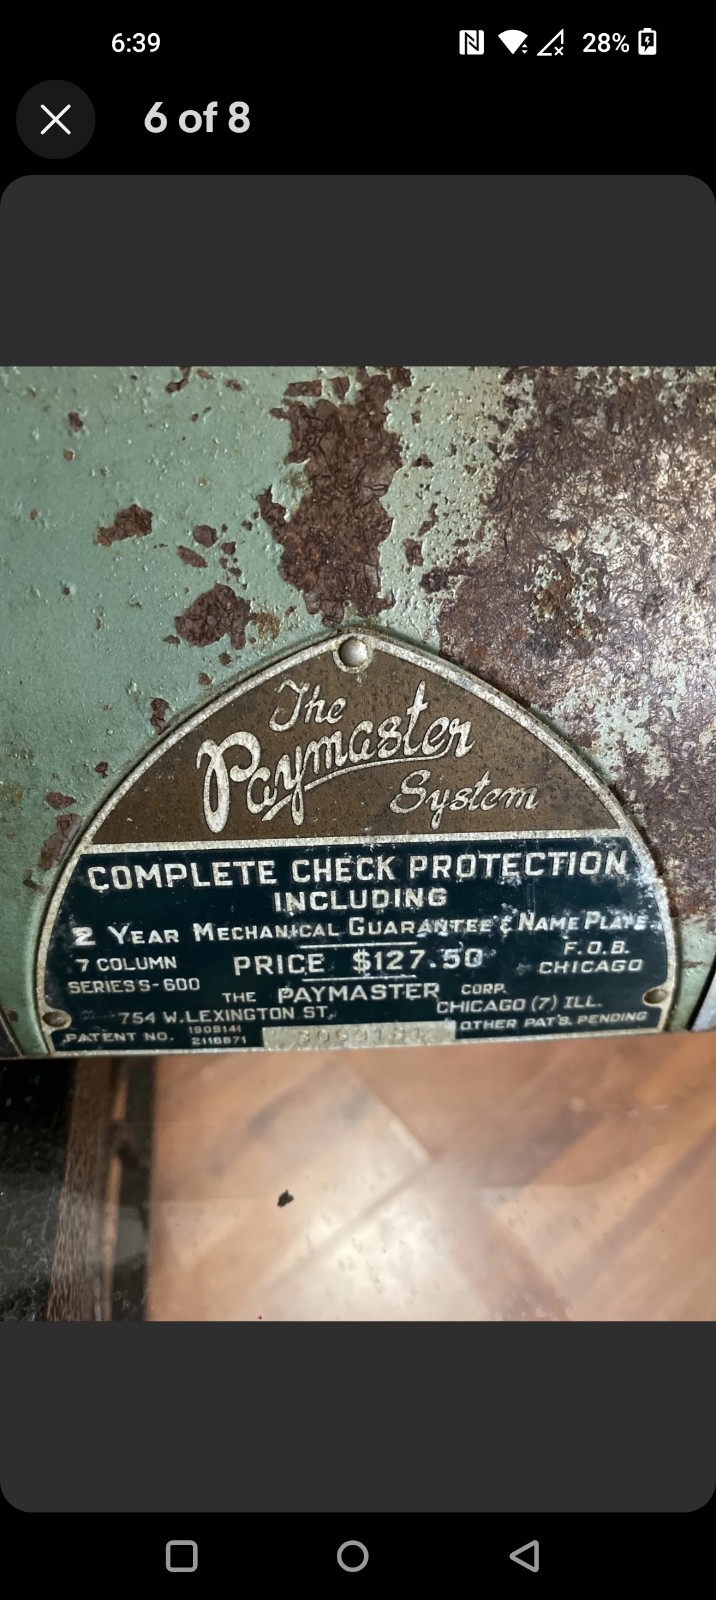 6:39
28%
6 of 8
The
Paymaster
System
COMPLETE CHECK PROTECTION
INCLUDING
2 YEAR MECHANICAL GUARANTEE & NAME PLATE
7 COLUMN PRICE $127.50 F.O.B. CHICAGO
SERIES S-600
THE PAYMASTER CORP.
754 W. LEXINGTON ST. CHICAGO (7) ILL.
PATENT NO. 1909141 2116871 OTHER PAT'S. PENDING